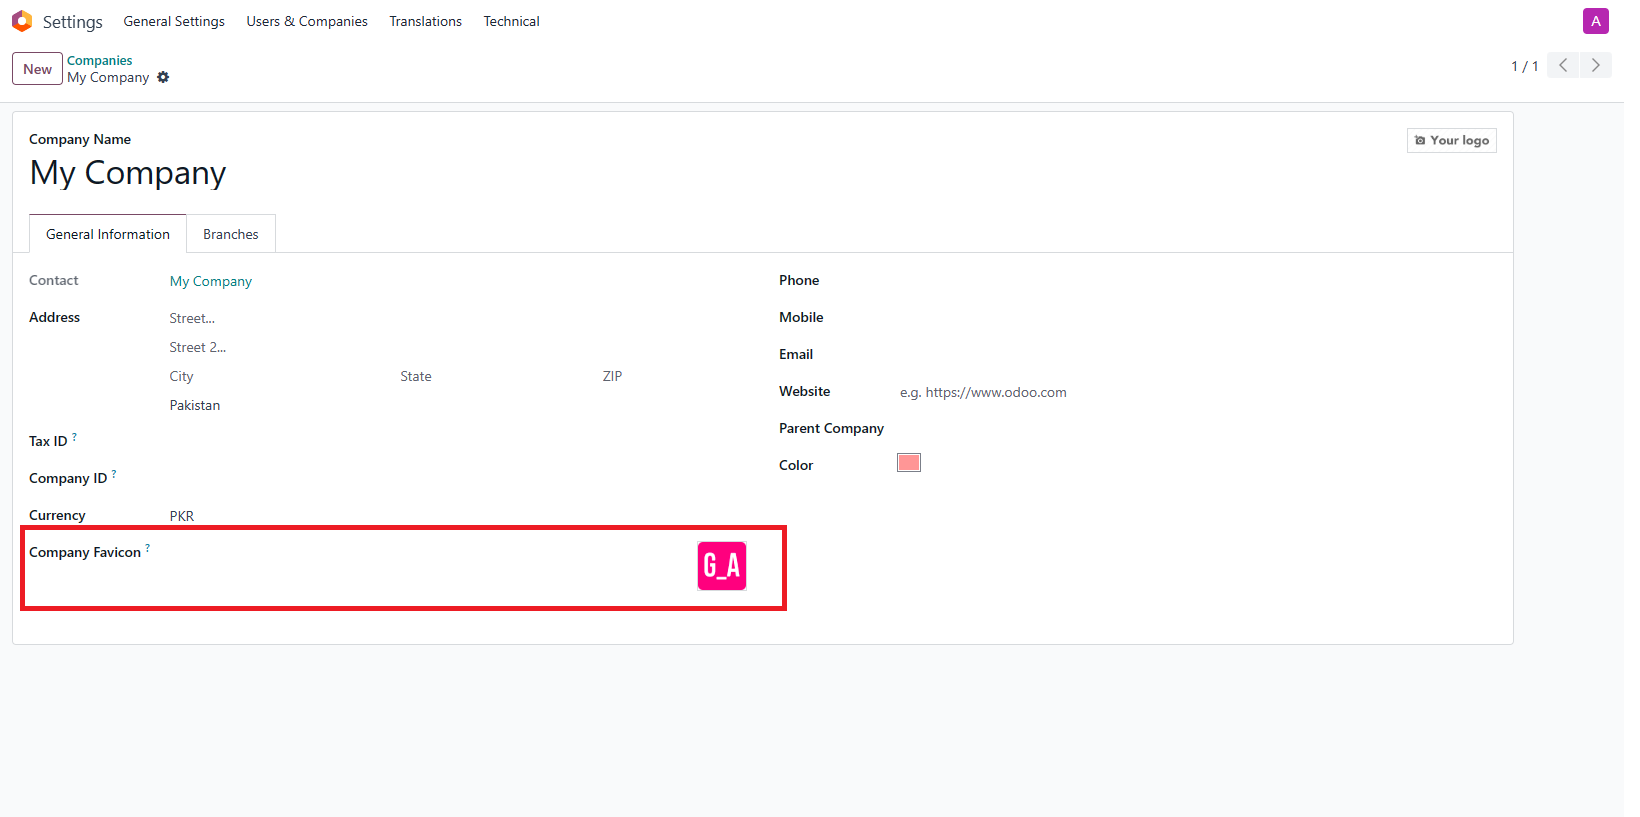 Settings General Settings Users & Companies Translations Technical A
New Companies 1 / 1
My Company
Company Name Your logo
My Company
General Information Branches
Contact My Company Phone
Address Street... Mobile
Street 2... Email
City State ZIP Website e.g. https://www.odoo.com
Pakistan Parent Company
Tax ID ? Color
Company ID ?
Currency PKR
Company Favicon ? G_A